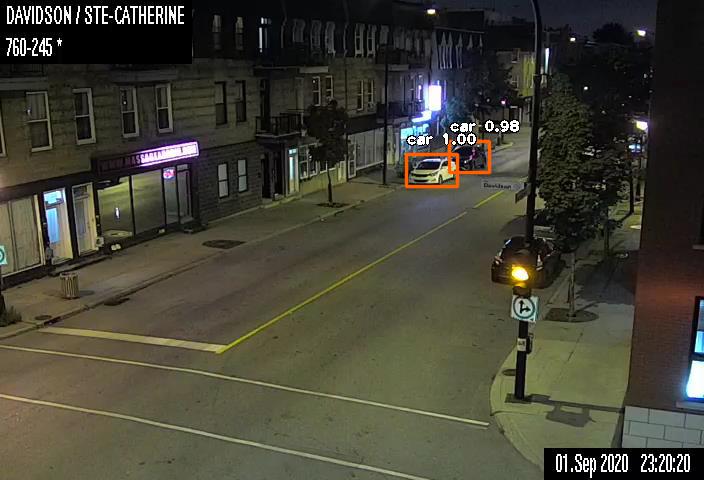 DAVIDSON / STE-CATHERINE
760-245 *
car 0.98
car 1.00
Davidson
01.Sep 2020 23:20:20